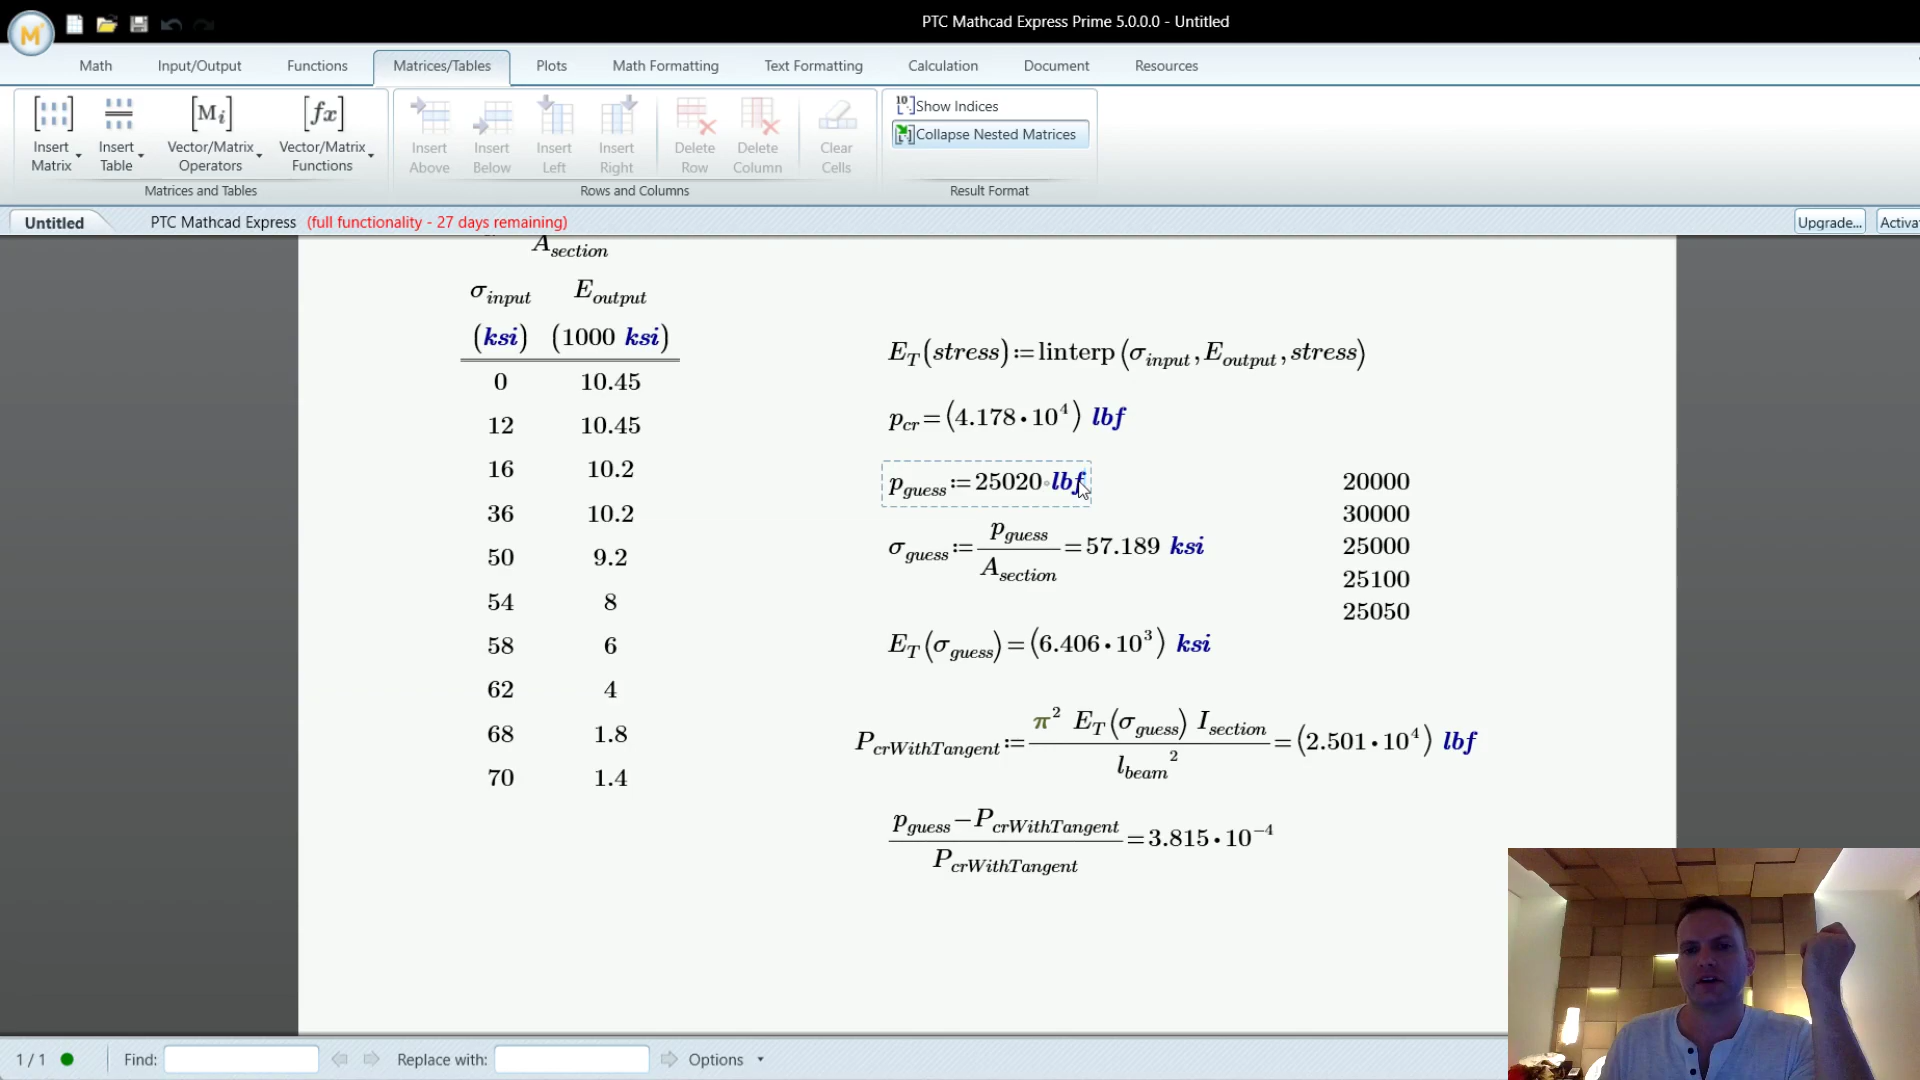 PTC Mathcad Express Prime 5.0.0.0 - Untitled
Math Input/Output Functions Matrices/Tables Plots Math Formatting Text Formatting Calculation Document Resources
Insert Matrix
Insert Table
Vector/Matrix Operators
Vector/Matrix Functions
Matrices and Tables
Insert Above
Insert Below
Insert Left
Insert Right
Delete Row
Delete Column
Clear Cells
Rows and Columns
Show Indices
Collapse Nested Matrices
Result Format
Untitled PTC Mathcad Express (full functionality - 27 days remaining) Upgrade... Activa
A_section
σ_input E_output
(ksi) (1000 ksi)
0 10.45
12 10.45
16 10.2
36 10.2
50 9.2
54 8
58 6
62 4
68 1.8
70 1.4
E_T(stress):=linterp(σ_input,E_output,stress)
p_cr=(4.178•10^4) lbf
p_guess:=25020·lbf
σ_guess:=p_guess/A_section=57.189 ksi
E_T(σ_guess)=(6.406•10^3) ksi
P_crWithTangent:=π^2 E_T(σ_guess) I_section/l_beam^2=(2.501•10^4) lbf
p_guess−P_crWithTangent/P_crWithTangent=3.815•10^−4
20000
30000
25000
25100
25050
1 / 1 Find: Replace with: Options